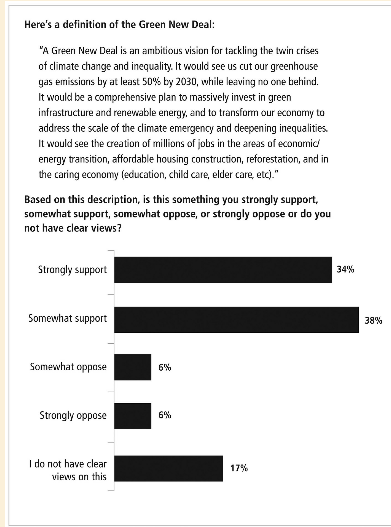 Here's a definition of the Green New Deal:
"A Green New Deal is an ambitious vision for tackling the twin crises
of climate change and inequality. It would see us cut our greenhouse
gas emissions by at least 50% by 2030, while leaving no one behind.
It would be a comprehensive plan to massively invest in green
infrastructure and renewable energy, and to transform our economy to
address the scale of the climate emergency and deepening inequalities.
It would see the creation of millions of jobs in the areas of economic/
energy transition, affordable housing construction, reforestation, and in
the caring economy (education, child care, elder care, etc)."
Based on this description, is this something you strongly support,
somewhat support, somewhat oppose, or strongly oppose or do you
not have clear views?
Strongly support 34%
Somewhat support 38%
Somewhat oppose 6%
Strongly oppose 6%
I do not have clear
views on this 17%